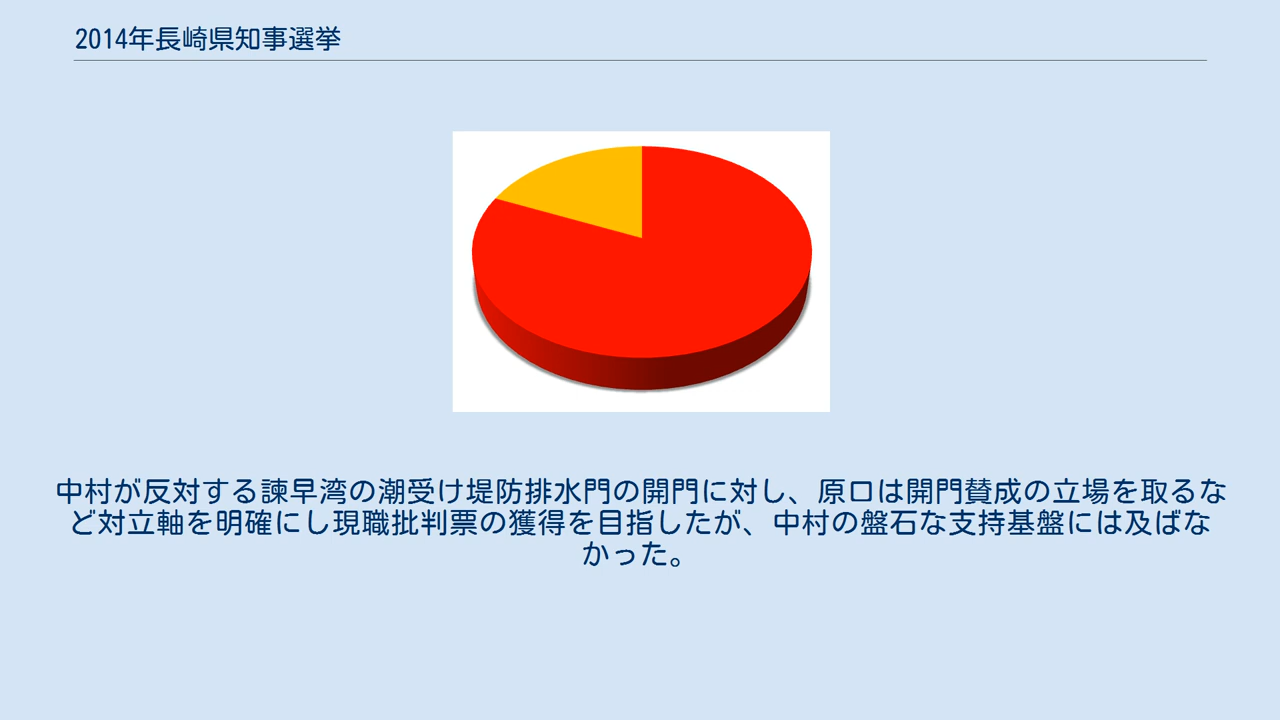 2014年長崎県知事選挙
中村が反対する諫早湾の潮受け堤防排水門の開門に対し、原口は開門賛成の立場を取るな
ど対立軸を明確にし現職批判票の獲得を目指したが、中村の盤石な支持基盤には及ばな
かった。